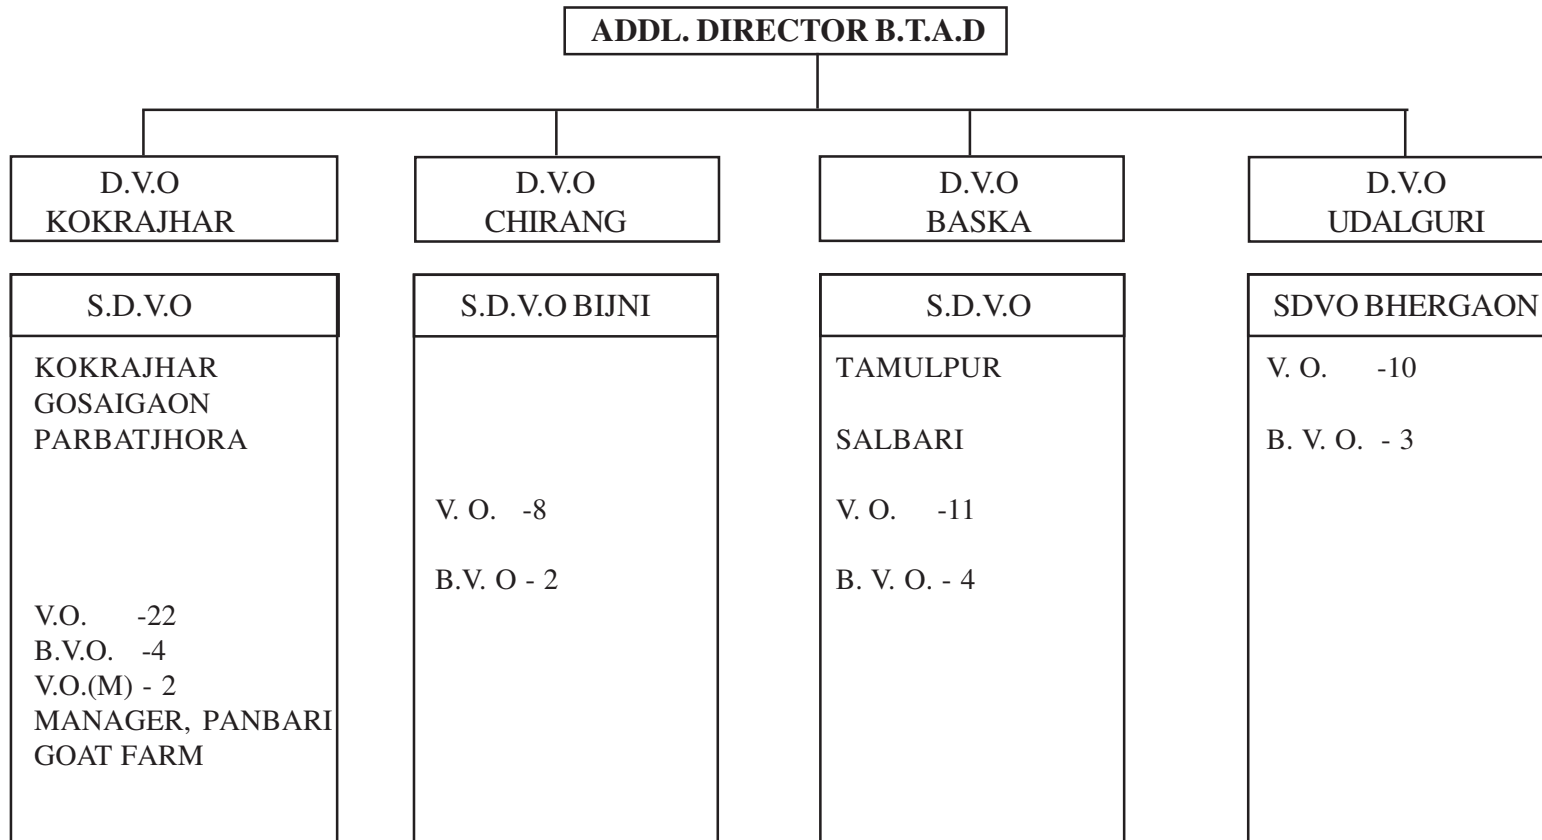 ADDL. DIRECTOR B.T.A.D
D.V.O
KOKRAJHAR
D.V.O
CHIRANG
D.V.O
BASKA
D.V.O
UDALGURI
S.D.V.O
KOKRAJHAR
GOSAIGAON
PARBATJHORA
V.O. -22
B.V.O. -4
V.O.(M) - 2
MANAGER, PANBARI
GOAT FARM
S.D.V.O BIJNI
V. O. -8
B.V. O - 2
S.D.V.O
TAMULPUR
SALBARI
V. O. -11
B. V. O. - 4
SDVO BHERGAON
V. O. -10
B. V. O. - 3